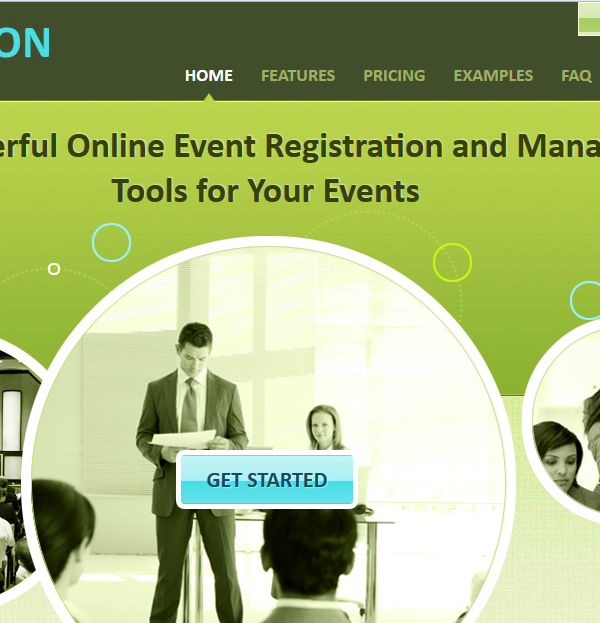 ON
HOME FEATURES PRICING EXAMPLES FAQ
erful Online Event Registration and Mana
Tools for Your Events
GET STARTED